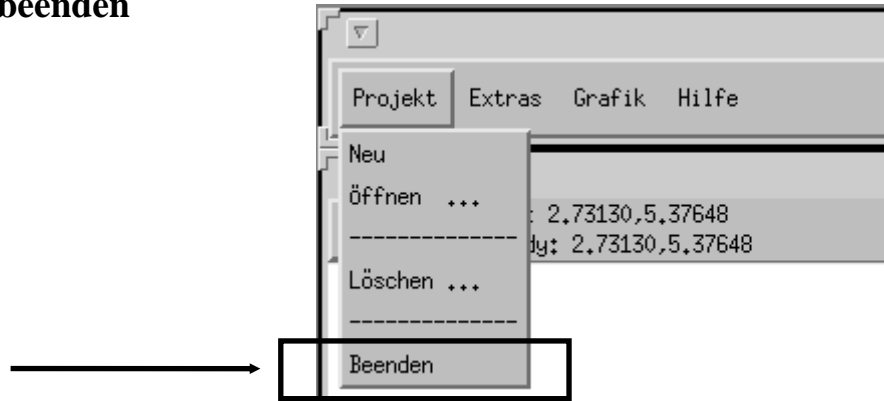 beenden
Projekt Extras Grafik Hilfe
Neu
Öffnen ...
: 2.73130,5.37648
--------------
dy: 2.73130,5.37648
Löschen ...
--------------
Beenden